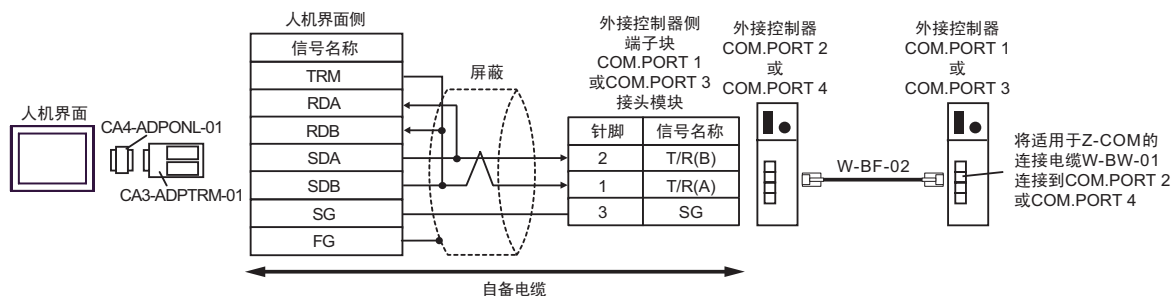 人机界面
CA4-ADPONL-01
CA3-ADPTRM-01
人机界面侧
信号名称
TRM
RDA
RDB
SDA
SDB
SG
FG
屏蔽
自备电缆
外接控制器侧
端子块
COM.PORT 1
或COM.PORT 3
接头模块
针脚 信号名称
2 T/R(B)
1 T/R(A)
3 SG
外接控制器
COM.PORT 2
或
COM.PORT 4
W-BF-02
外接控制器
COM.PORT 1
或
COM.PORT 3
将适用于Z-COM的
连接电缆W-BW-01
连接到COM.PORT 2
或COM.PORT 4